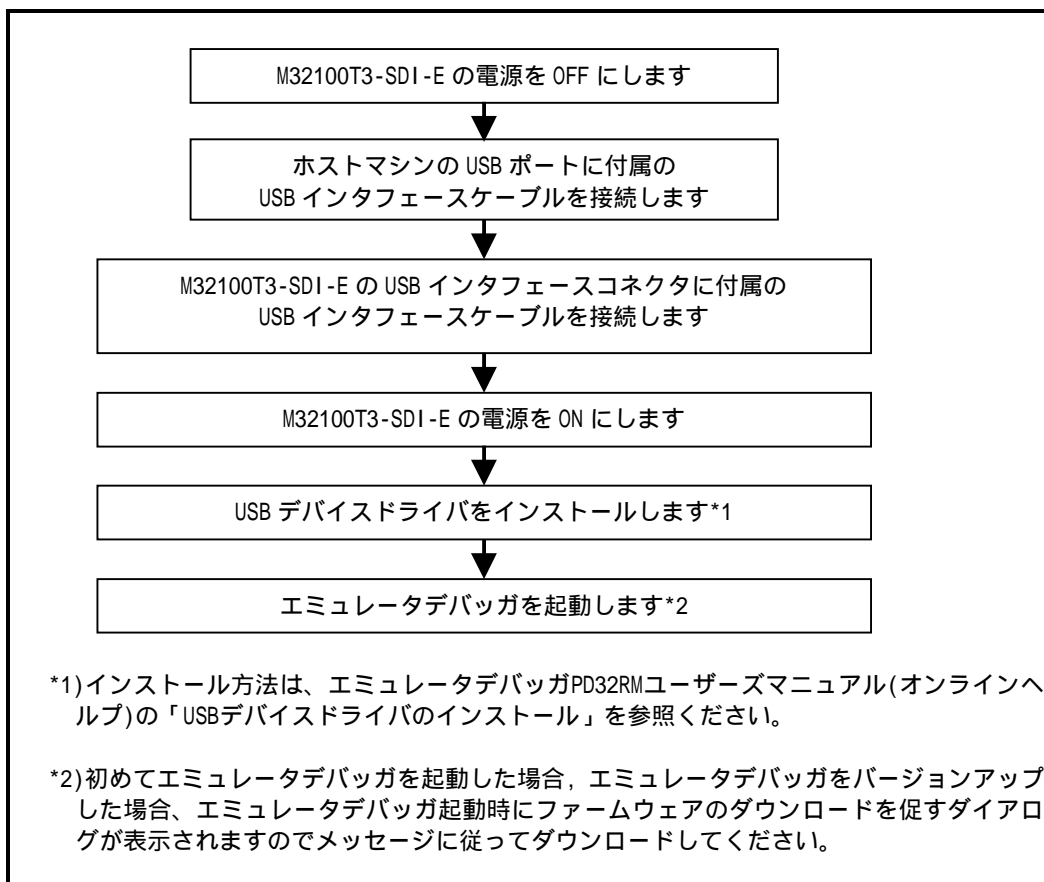 M32100T3-SDI-E の電源を OFF にします
ホストマシンの USB ポートに付属の
USB インタフェースケーブルを接続します
M32100T3-SDI-E の USB インタフェースコネクタに付属の
USB インタフェースケーブルを接続します
M32100T3-SDI-E の電源を ON にします
USB デバイスドライバをインストールします*1
エミュレータデバッガを起動します*2
*1)インストール方法は、エミュレータデバッガPD32RMユーザーズマニュアル(オンラインヘ
ルプ)の「USBデバイスドライバのインストール」を参照ください。
*2)初めてエミュレータデバッガを起動した場合, エミュレータデバッガをバージョンアップ
した場合、エミュレータデバッガ起動時にファームウェアのダウンロードを促すダイアロ
グが表示されますのでメッセージに従ってダウンロードしてください。